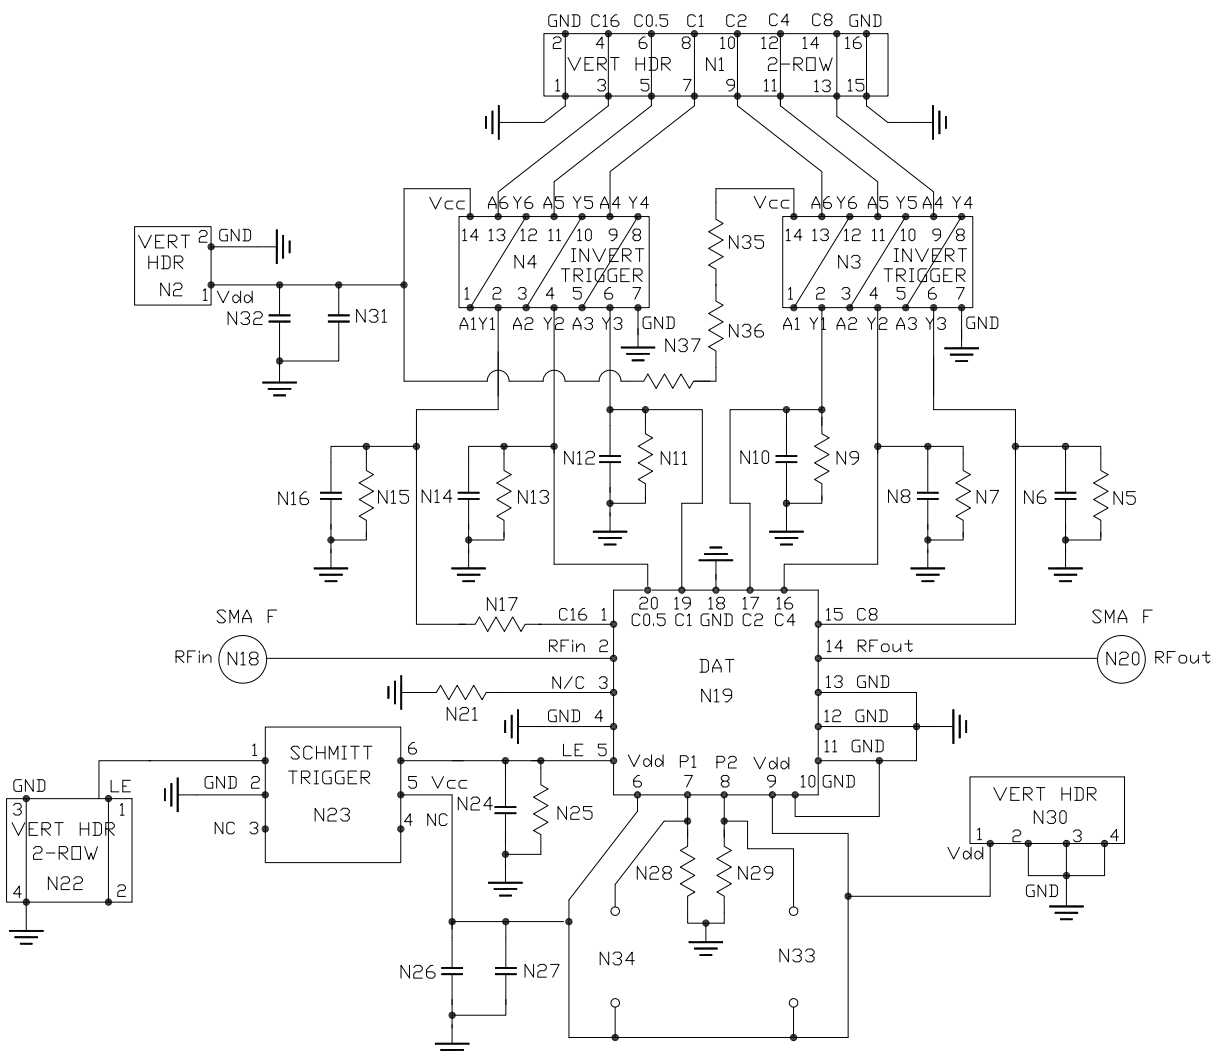 GND C16 C0.5 C1 C2 C4 C8 GND
2 4 6 8 10 12 14 16
VERT HDR N1 2-ROW
1 3 5 7 9 11 13 15
Vcc A6 Y6 A5 Y5 A4 Y4
14 13 12 11 10 9 8
N4 INVERT
TRIGGER
1 2 3 4 5 6 7
A1 Y1 A2 Y2 A3 Y3 GND
Vcc A6 Y6 A5 Y5 A4 Y4
14 13 12 11 10 9 8
N3 INVERT
TRIGGER
1 2 3 4 5 6 7
A1 Y1 A2 Y2 A3 Y3 GND
VERT 2 GND
HDR
N2 1 Vdd
N32 N31
N35
N36
N37
N16 N15 N14 N13 N12 N11 N10 N9 N8 N7 N6 N5
20 19 18 17 16
C0.5 C1 GND C2 C4
N17
C16 1
15 C8
SMA F
RFin N18
RFin 2
14 RFout
SMA F
N20 RFout
DAT
N19
N/C 3
13 GND
N21
GND 4
12 GND
LE 5
11 GND
Vdd P1 P2 Vdd
6 7 8 9 10 GND
1 SCHMITT 6
TRIGGER
GND 2 5 Vcc
N23
NC 3 4 NC
GND LE
3 1
VERT HDR
2-ROW
N22
4 2
N24 N25
N28 N29
N26 N27
N34 N33
VERT HDR
N30
1 2 3 4
Vdd
GND